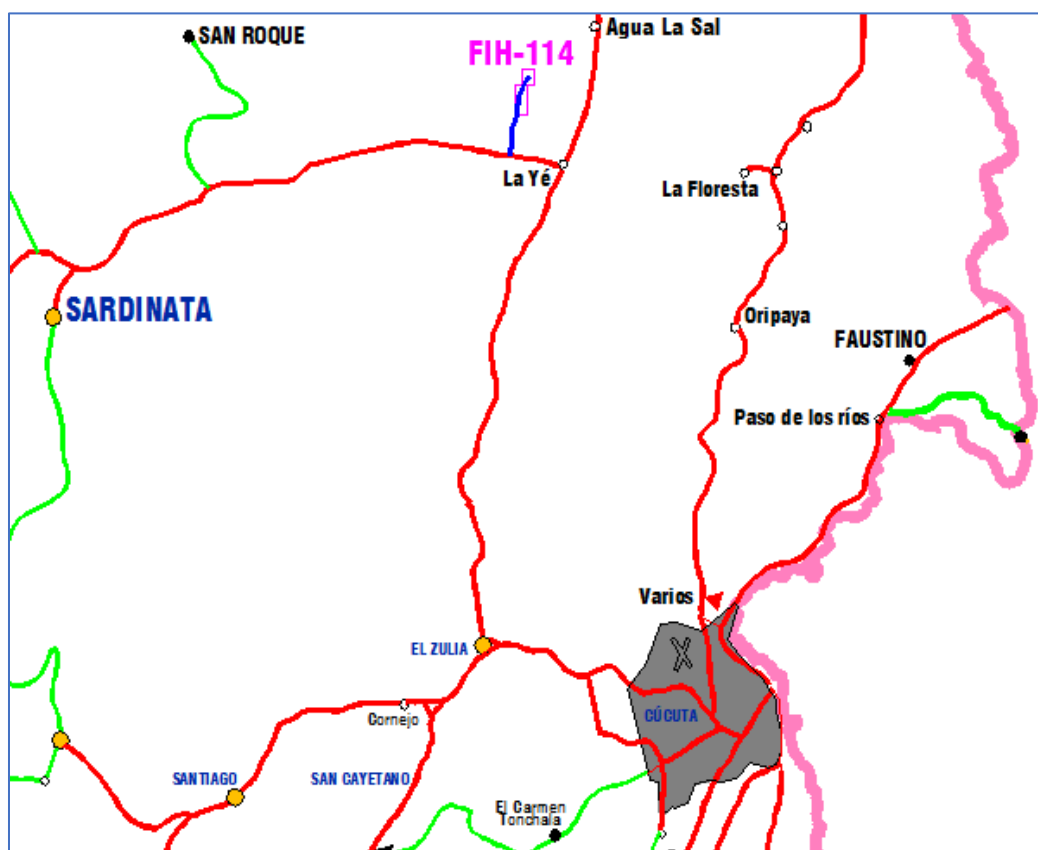 Agua La Sal
SAN ROQUE
FIH-114
La Yé
La Floresta
SARDINATA
Oripaya
FAUSTINO
Paso de los ríos
Varios
EL ZULIA
Cornejo
CÚCUTA
SANTIAGO
SAN CAYETANO
El Carmen
Tonchala